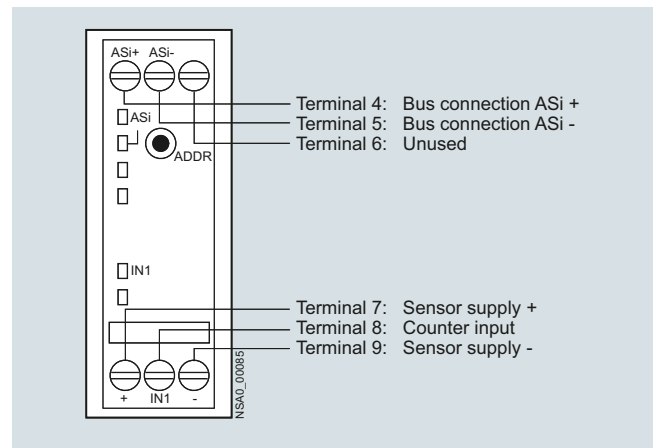 ASi+ ASi-
Terminal 4: Bus connection ASi +
Terminal 5: Bus connection ASi -
Terminal 6: Unused
ASi
ADDR
IN1
Terminal 7: Sensor supply +
Terminal 8: Counter input
Terminal 9: Sensor supply -
+ IN1 -
NSA0_00085